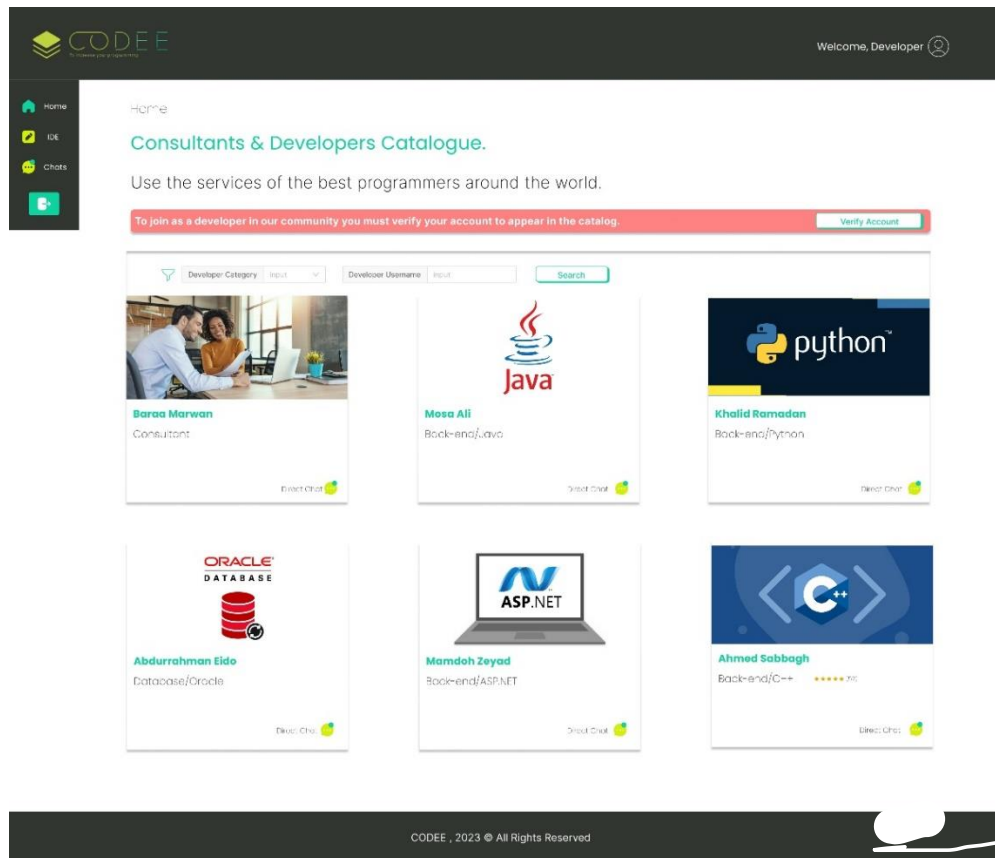 CODEE
Welcome, Developer
Home
IDE
Chats
Home
Consultants & Developers Catalogue.
Use the services of the best programmers around the world.
To join as a developer in our community you must verify your account to appear in the catalog.
Verify Account
Developer Category Input Developer Username Input Search
Java
python™
Baraa Marwan
Consultant
Direct Chat
Mosa Ali
Back-end/Java
Direct Chat
Khalid Ramadan
Back-end/Python
Direct Chat
ORACLE
DATABASE
ASP.NET
C++
Abdurrahman Eido
Database/Oracle
Direct Chat
Mamdoh Zeyad
Back-end/ASP.NET
Direct Chat
Ahmed Sabbagh
Back-end/C++
Direct Chat
CODEE , 2023 © All Rights Reserved